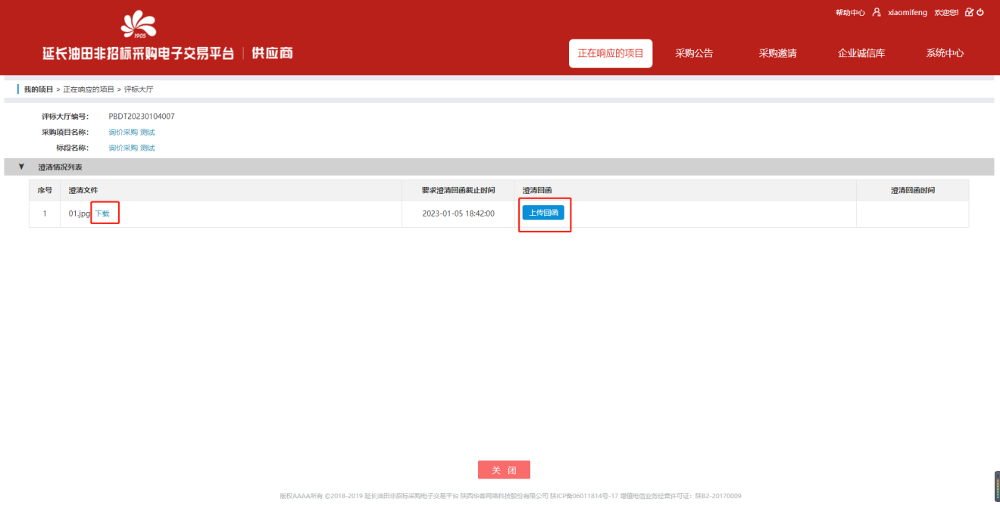 帮助中心 xiaomifeng 欢迎您!
1905
延长油田非招标采购电子交易平台 | 供应商
正在响应的项目 采购公告 采购邀请 企业诚信库 系统中心
我的项目 > 正在响应的项目 > 评标大厅
评标大厅编号: PBDT20230104007
采购项目名称: 询价采购 测试
标段名称: 询价采购 测试
▼ 澄清情况列表
序号 澄清文件 要求澄清回函截止时间 澄清回函 澄清回函时间
1 01.jpg 下载 2023-01-05 18:42:00 上传回函
关 闭
版权AAAA所有 ©2018-2019 延长油田非招标采购电子交易平台 陕西华春网络科技股份有限公司 陕ICP备06011814号-17 增值电信业务经营许可证：陕B2-20170009